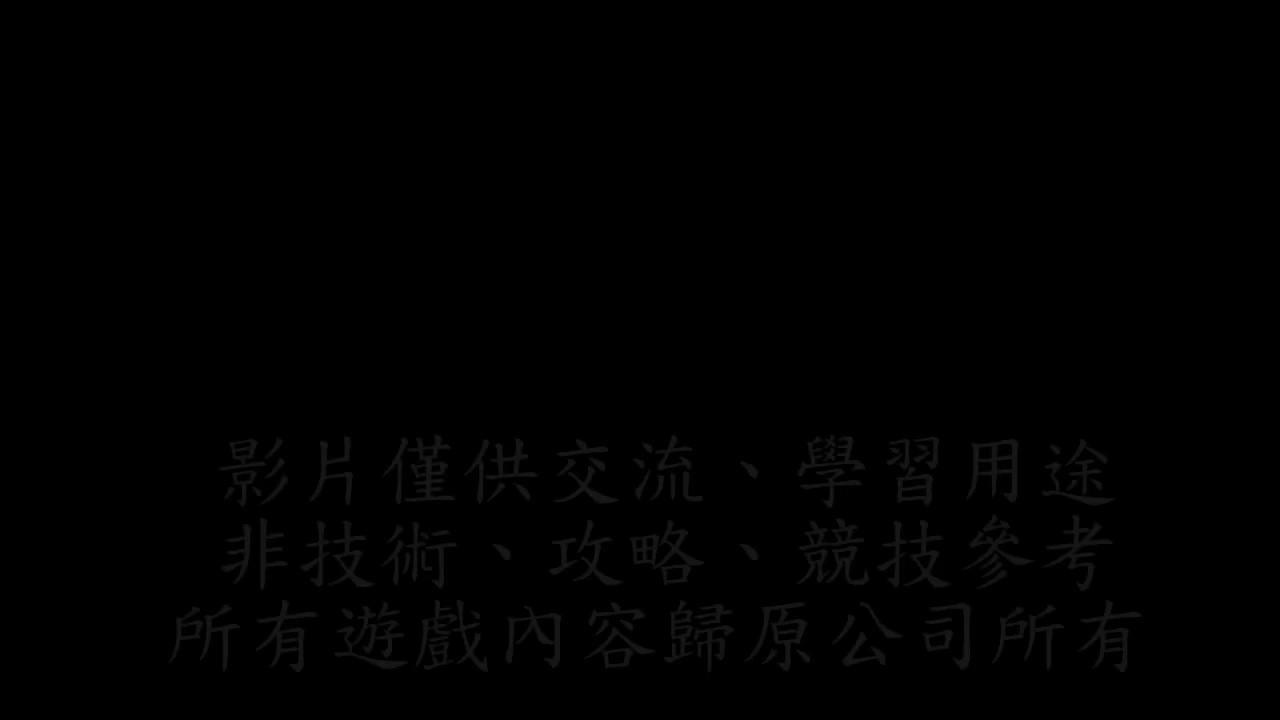 影片僅供交流、學習用途
非技術、攻略、競技參考
所有遊戲內容歸原公司所有